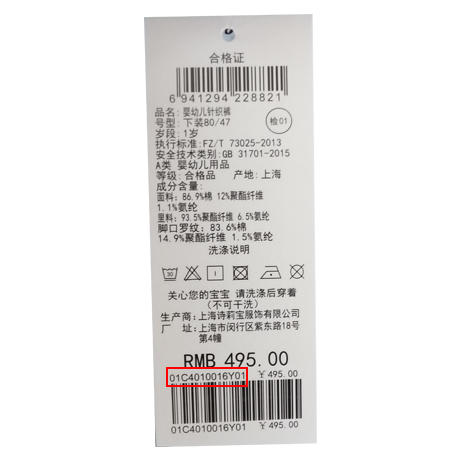 合格证
6 941294 228821
品名:婴幼儿针织裤
号型:下装80/47
检01
岁段:1岁
执行标准:FZ/T 73025-2013
安全技术类别:GB 31701-2015
A类 婴幼儿用品
等级:合格品 产地:上海
成分含量:
面料:86.9%棉 12%聚酯纤维
1.1%氨纶
里料:93.5%聚酯纤维 6.5%氨纶
脚口罗纹:83.6%棉
14.9%聚酯纤维 1.5%氨纶
洗涤说明
30
关心您的宝宝 请洗涤后穿着
(不可干洗)
生产商:上海诗莉宝服饰有限公司
厂 址:上海市闵行区紫东路18号
第4幢
RMB 495.00
01C4010016Y01 ¥495.00
01C4010016Y01 ¥495.00